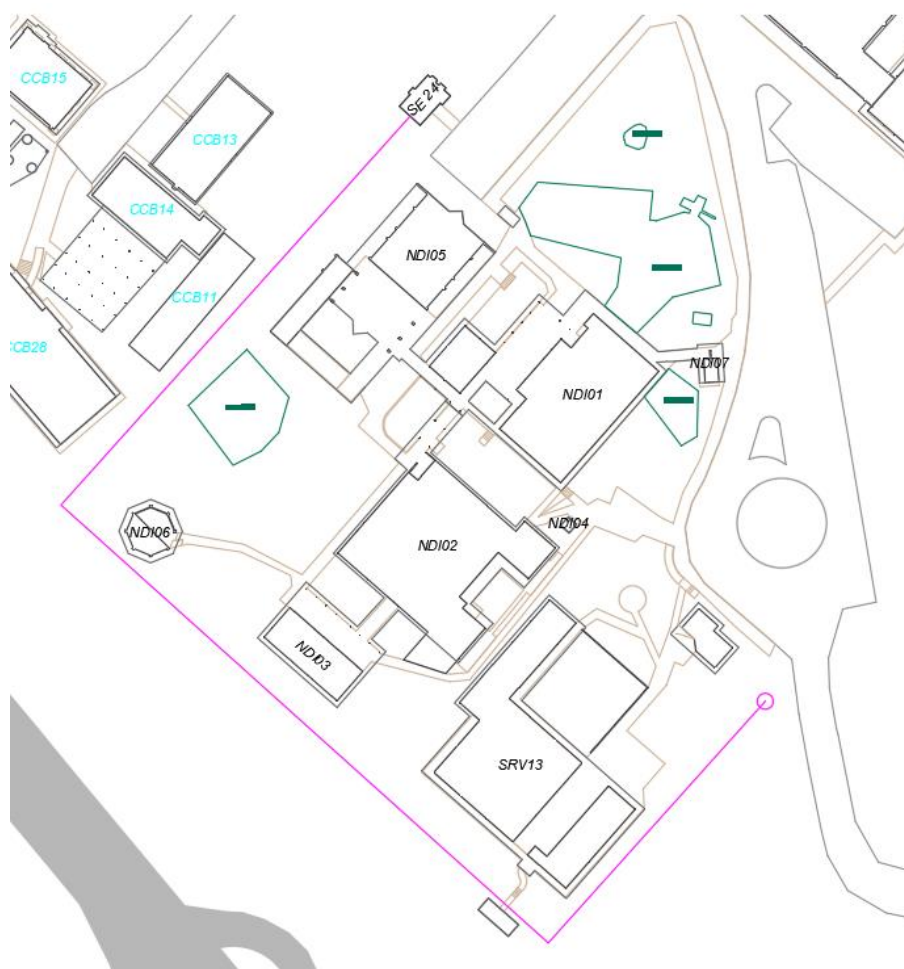 CCB15
SE 24
CCB13
CCB14
NDI05
CCB11
CCB28
NDI07
NDI01
NDI06
NDI04
NDI02
NDI03
SRV13